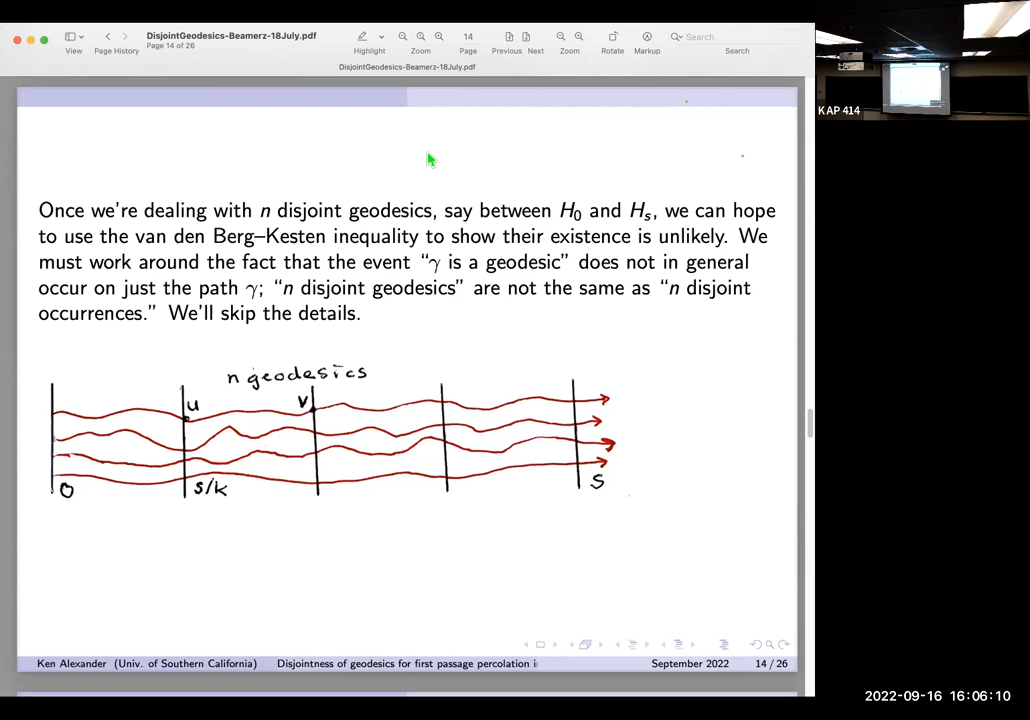 DisjointGeodesics-Beamerz-18July.pdf
Page 14 of 26
View
Page History
Highlight
Zoom
14
Page
Previous
Next
Zoom
Rotate
Markup
Search
Search
DisjointGeodesics-Beamerz-18July.pdf
KAP 414
Once we're dealing with n disjoint geodesics, say between H₀ and Hₛ, we can hope
to use the van den Berg–Kesten inequality to show their existence is unlikely. We
must work around the fact that the event “γ is a geodesic” does not in general
occur on just the path γ; “n disjoint geodesics” are not the same as “n disjoint
occurrences.” We'll skip the details.
n geodesics
u
v
0
s/k
S
Ken Alexander (Univ. of Southern California)
Disjointness of geodesics for first passage percolation i
September 2022
14 / 26
2022-09-16 16:06:10